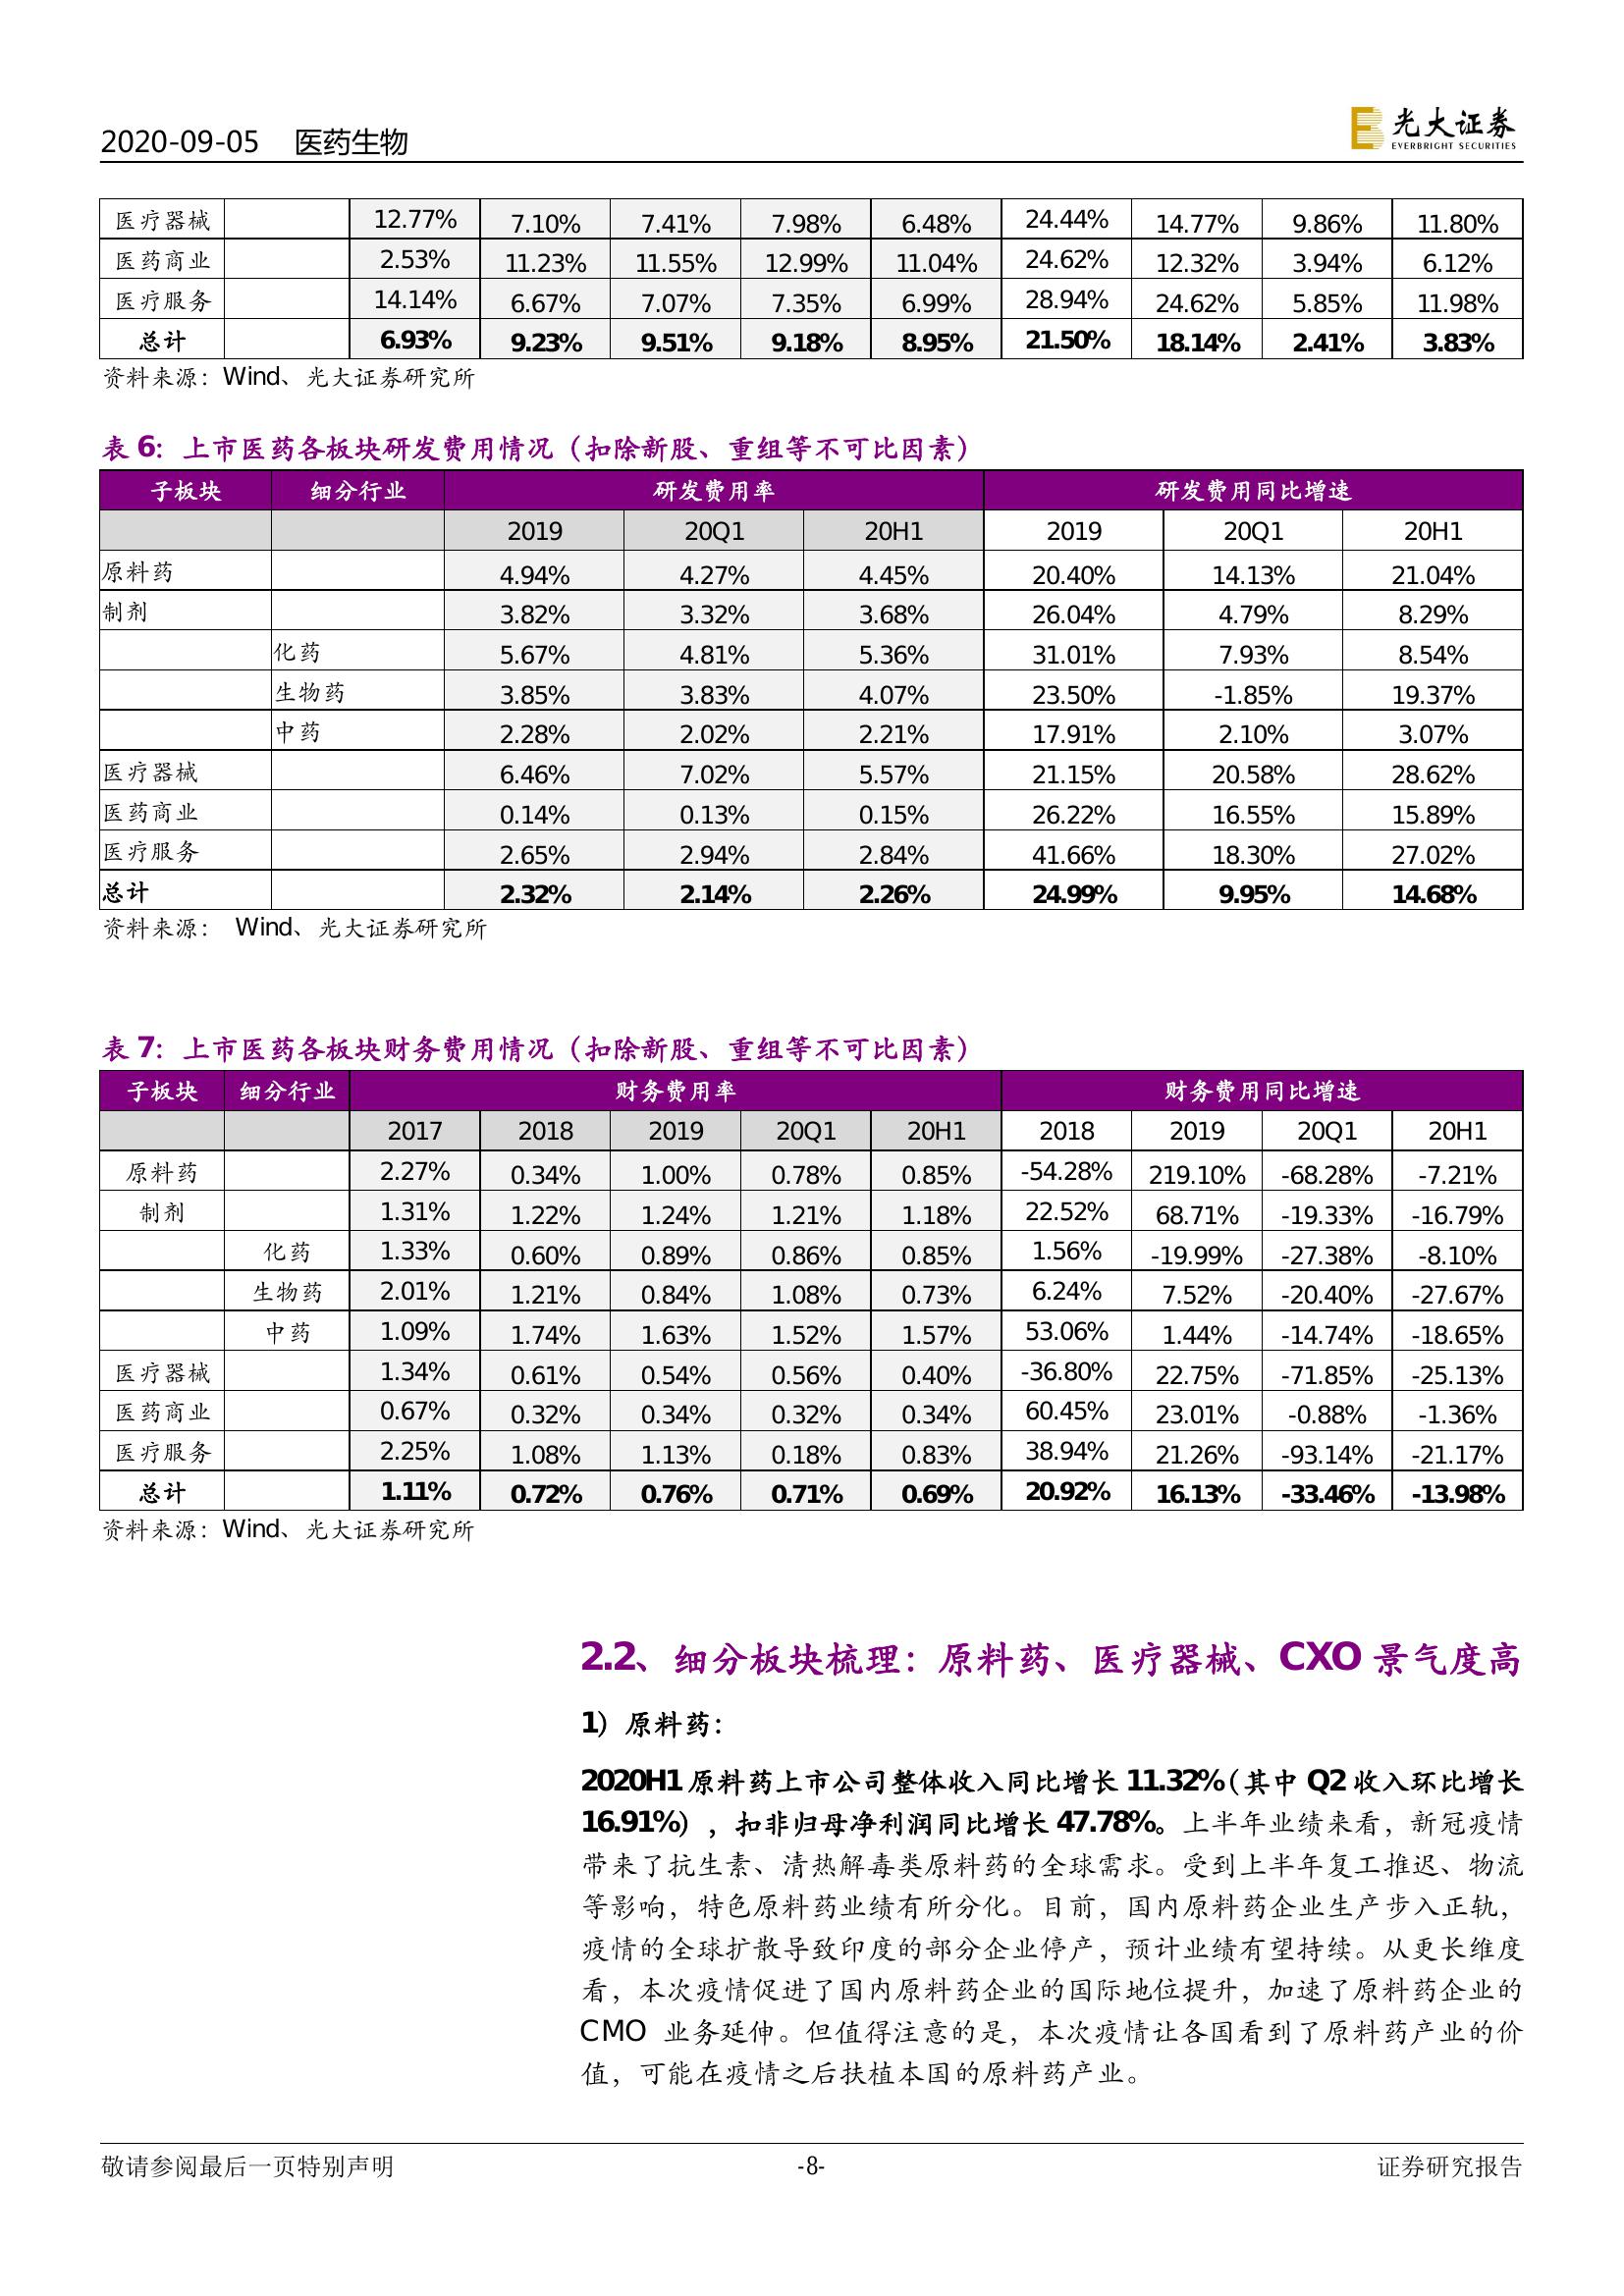 2020-09-05 医药生物
光大证券
EVERBRIGHT SECURITIES
医疗器械 12.77% 7.10% 7.41% 7.98% 6.48% 24.44% 14.77% 9.86% 11.80%
医药商业 2.53% 11.23% 11.55% 12.99% 11.04% 24.62% 12.32% 3.94% 6.12%
医疗服务 14.14% 6.67% 7.07% 7.35% 6.99% 28.94% 24.62% 5.85% 11.98%
总计 6.93% 9.23% 9.51% 9.18% 8.95% 21.50% 18.14% 2.41% 3.83%
资料来源：Wind、光大证券研究所
表 6：上市医药各板块研发费用情况（扣除新股、重组等不可比因素）
子板块 细分行业 研发费用率 研发费用同比增速
2019 20Q1 20H1 2019 20Q1 20H1
原料药 4.94% 4.27% 4.45% 20.40% 14.13% 21.04%
制剂 3.82% 3.32% 3.68% 26.04% 4.79% 8.29%
化药 5.67% 4.81% 5.36% 31.01% 7.93% 8.54%
生物药 3.85% 3.83% 4.07% 23.50% -1.85% 19.37%
中药 2.28% 2.02% 2.21% 17.91% 2.10% 3.07%
医疗器械 6.46% 7.02% 5.57% 21.15% 20.58% 28.62%
医药商业 0.14% 0.13% 0.15% 26.22% 16.55% 15.89%
医疗服务 2.65% 2.94% 2.84% 41.66% 18.30% 27.02%
总计 2.32% 2.14% 2.26% 24.99% 9.95% 14.68%
资料来源： Wind、光大证券研究所
表 7：上市医药各板块财务费用情况（扣除新股、重组等不可比因素）
子板块 细分行业 财务费用率 财务费用同比增速
2017 2018 2019 20Q1 20H1 2018 2019 20Q1 20H1
原料药 2.27% 0.34% 1.00% 0.78% 0.85% -54.28% 219.10% -68.28% -7.21%
制剂 1.31% 1.22% 1.24% 1.21% 1.18% 22.52% 68.71% -19.33% -16.79%
化药 1.33% 0.60% 0.89% 0.86% 0.85% 1.56% -19.99% -27.38% -8.10%
生物药 2.01% 1.21% 0.84% 1.08% 0.73% 6.24% 7.52% -20.40% -27.67%
中药 1.09% 1.74% 1.63% 1.52% 1.57% 53.06% 1.44% -14.74% -18.65%
医疗器械 1.34% 0.61% 0.54% 0.56% 0.40% -36.80% 22.75% -71.85% -25.13%
医药商业 0.67% 0.32% 0.34% 0.32% 0.34% 60.45% 23.01% -0.88% -1.36%
医疗服务 2.25% 1.08% 1.13% 0.18% 0.83% 38.94% 21.26% -93.14% -21.17%
总计 1.11% 0.72% 0.76% 0.71% 0.69% 20.92% 16.13% -33.46% -13.98%
资料来源：Wind、光大证券研究所
2.2、细分板块梳理：原料药、医疗器械、CXO 景气度高
1）原料药：
2020H1 原料药上市公司整体收入同比增长 11.32%（其中 Q2 收入环比增长
16.91%），扣非归母净利润同比增长 47.78%。上半年业绩来看，新冠疫情
带来了抗生素、清热解毒类原料药的全球需求。受到上半年复工推迟、物流
等影响，特色原料药业绩有所分化。目前，国内原料药企业生产步入正轨，
疫情的全球扩散导致印度的部分企业停产，预计业绩有望持续。从更长维度
看，本次疫情促进了国内原料药企业的国际地位提升，加速了原料药企业的
CMO 业务延伸。但值得注意的是，本次疫情让各国看到了原料药产业的价
值，可能在疫情之后扶植本国的原料药产业。
敬请参阅最后一页特别声明 -8- 证券研究报告